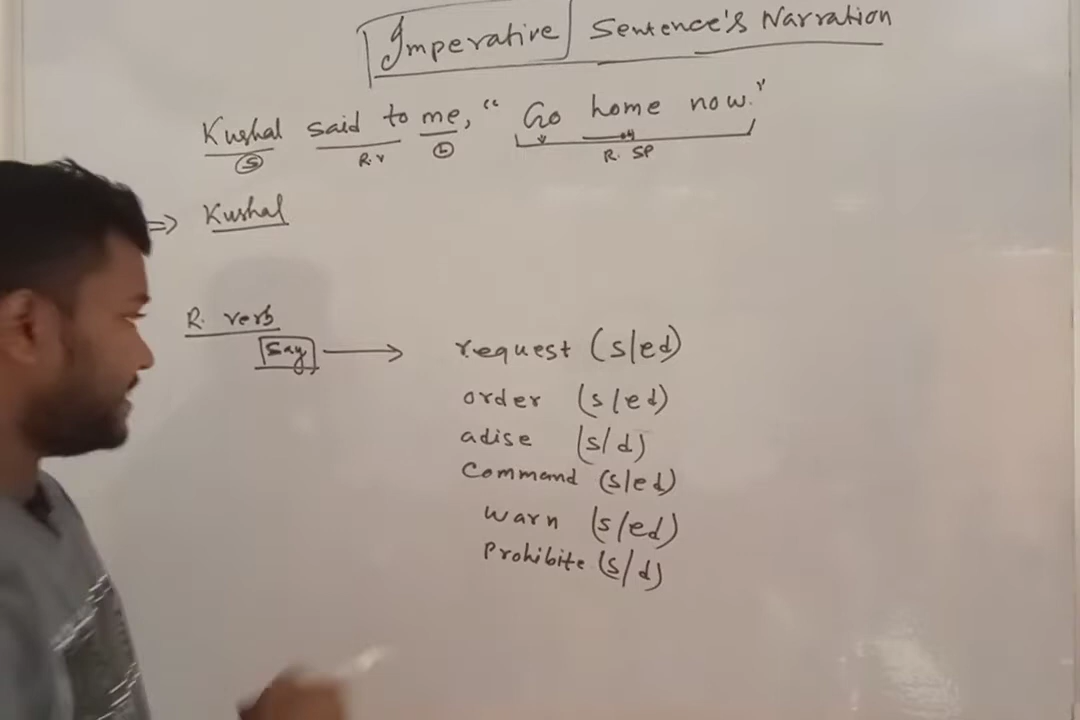 Imperative Sentence's Narration
Kushal said to me, "Go home now."
S R.V L R. SP
⇒ Kushal
R. verb
Say → request (s/ed)
order (s/ed)
adise (s/d)
Command (s/ed)
Warn (s/ed)
Prohibite (s/d)